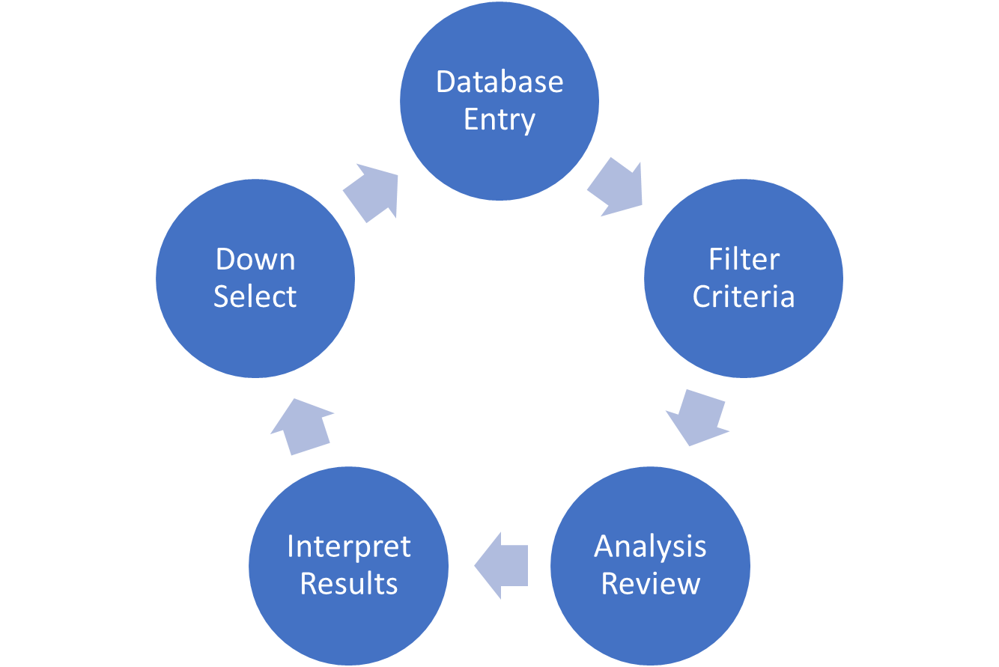 Database
Entry
Filter
Criteria
Analysis
Review
Interpret
Results
Down
Select